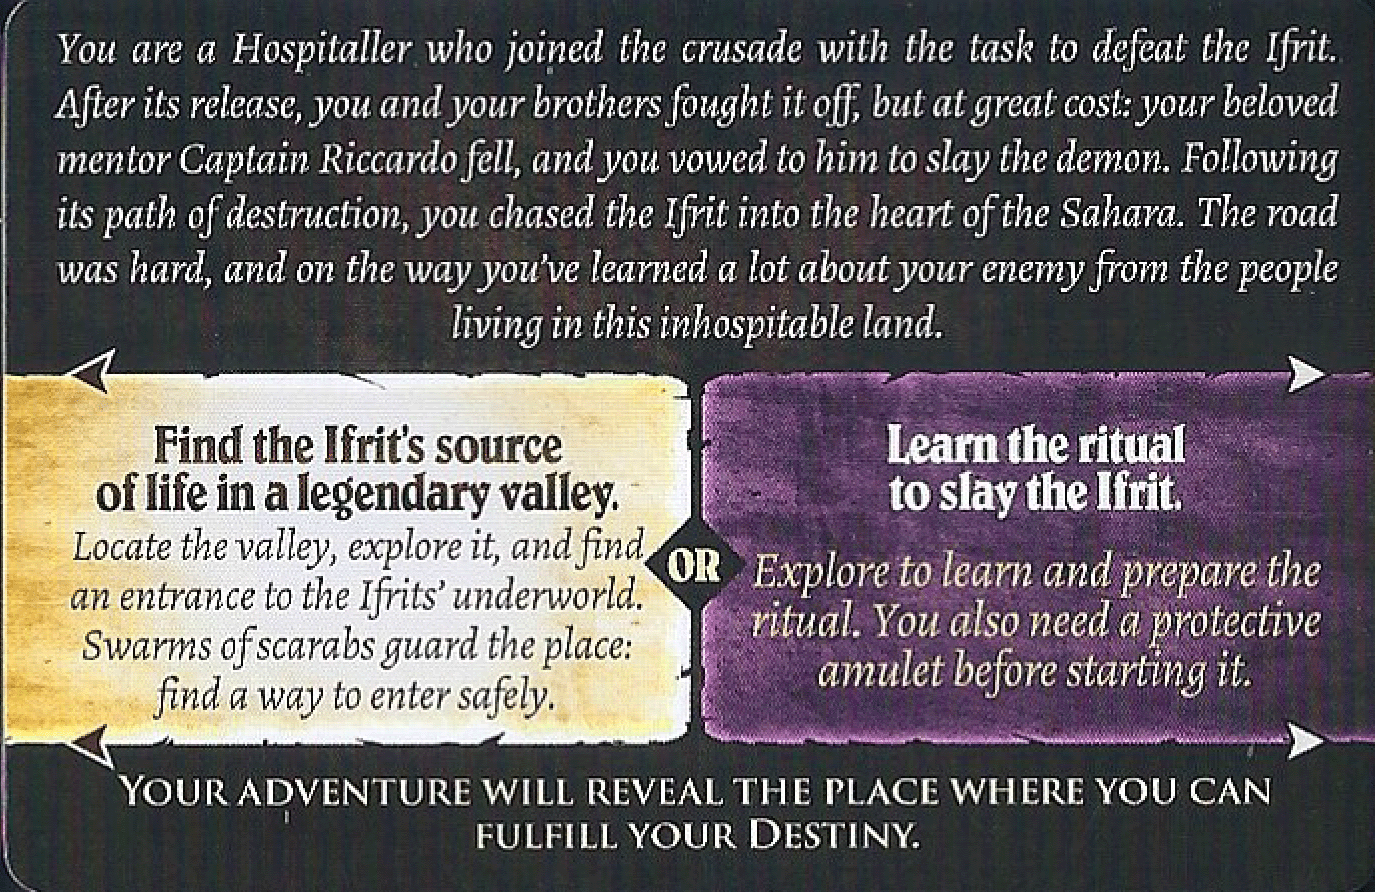 You are a Hospitaller who joined the crusade with the task to defeat the Ifrit.
After its release, you and your brothers fought it off, but at great cost: your beloved
mentor Captain Riccardo fell, and you vowed to him to slay the demon. Following
its path of destruction, you chased the Ifrit into the heart of the Sahara. The road
was hard, and on the way you've learned a lot about your enemy from the people
living in this inhospitable land.
Find the Ifrit's source
of life in a legendary valley.
Locate the valley, explore it, and find
an entrance to the Ifrits' underworld.
Swarms of scarabs guard the place:
find a way to enter safely.
OR
Learn the ritual
to slay the Ifrit.
Explore to learn and prepare the
ritual. You also need a protective
amulet before starting it.
YOUR ADVENTURE WILL REVEAL THE PLACE WHERE YOU CAN
FULFILL YOUR DESTINY.